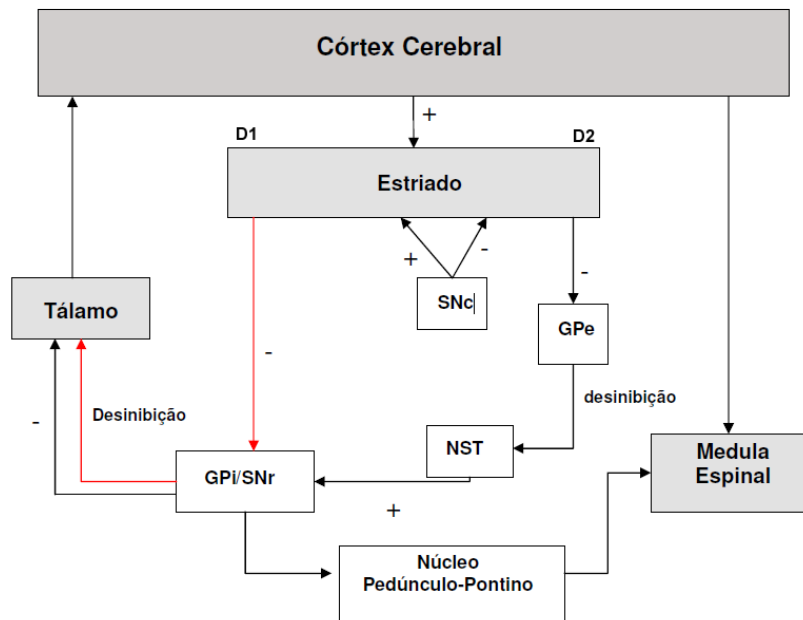 Córtex Cerebral
+
D1
D2
Estriado
+
-
-
SNc
Tálamo
GPe
-
-
Desinibição
desinibição
NST
Medula
Espinal
GPi/SNr
+
Núcleo
Pedúnculo-Pontino